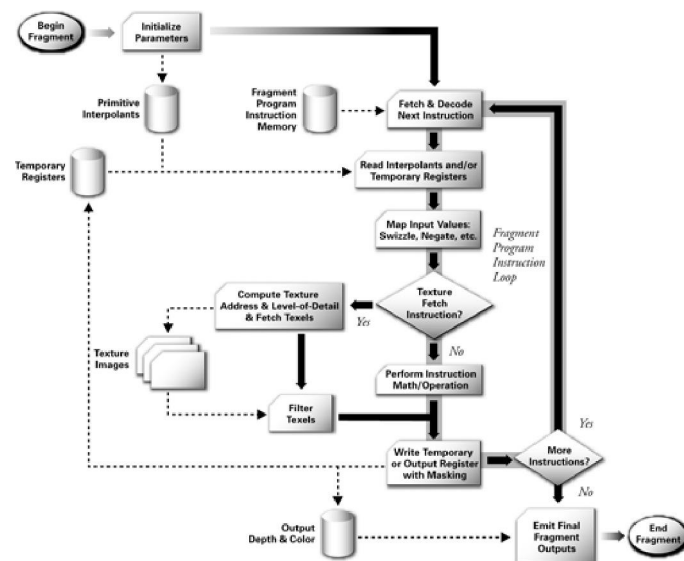 Begin
Fragment
Initialize
Parameters
Primitive
Interpolants
Fragment
Program
Instruction
Memory
Fetch & Decode
Next Instruction
Temporary
Registers
Read Interpolants and/or
Temporary Registers
Map Input Values:
Swizzle, Negate, etc.
Fragment
Program
Instruction
Loop
Compute Texture
Address & Level-of-Detail
& Fetch Texels
Texture
Fetch
Instruction?
Yes
No
Texture
Images
Perform Instruction
Math/Operation
Filter
Texels
Yes
Write Temporary
or Output Register
with Masking
More
Instructions?
No
Output
Depth & Color
Emit Final
Fragment
Outputs
End
Fragment